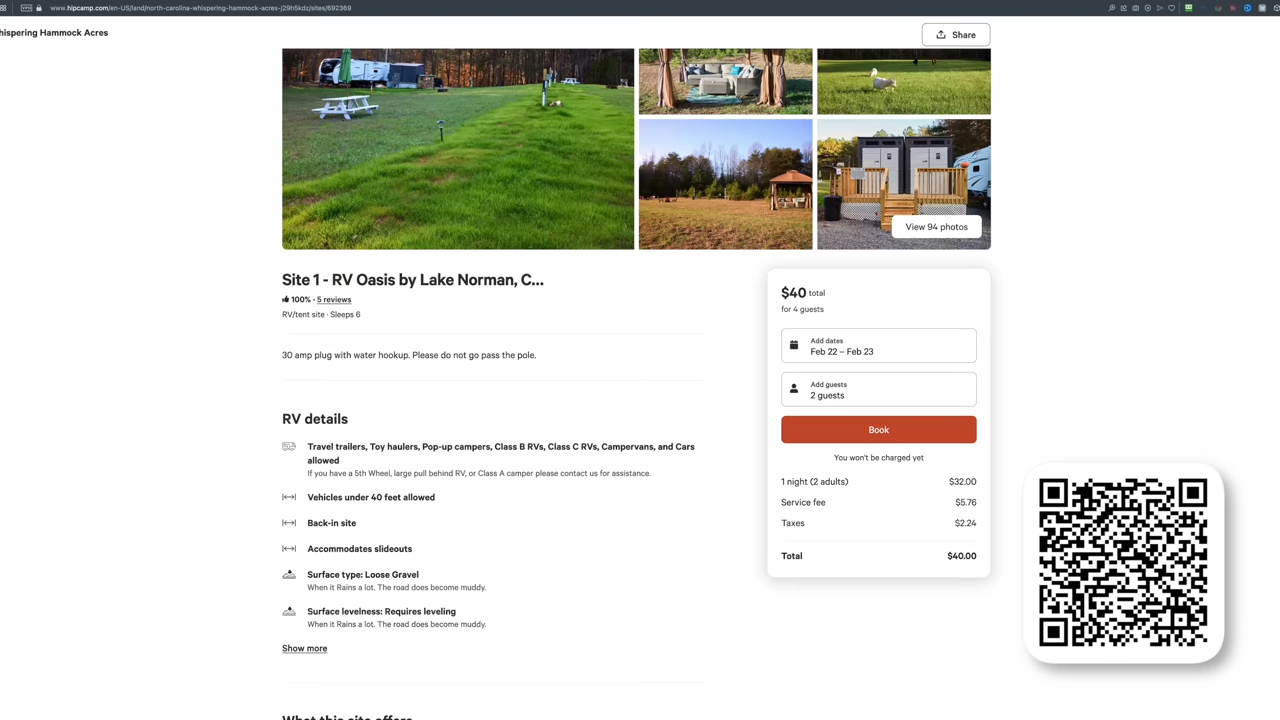 VPN
www.hipcamp.com/en-US/land/north-carolina-whispering-hammock-acres-j29h5kdz/sites/692369
hispering Hammock Acres
Share
View 94 photos
Site 1 - RV Oasis by Lake Norman, C...
100% · 5 reviews
RV/tent site · Sleeps 6
30 amp plug with water hookup. Please do not go pass the pole.
RV details
Travel trailers, Toy haulers, Pop-up campers, Class B RVs, Class C RVs, Campervans, and Cars
allowed
If you have a 5th Wheel, large pull behind RV, or Class A camper please contact us for assistance.
Vehicles under 40 feet allowed
Back-in site
Accommodates slideouts
Surface type: Loose Gravel
When it Rains a lot. The road does become muddy.
Surface levelness: Requires leveling
When it Rains a lot. The road does become muddy.
Show more
What this site offers
$40 total
for 4 guests
Add dates
Feb 22 – Feb 23
Add guests
2 guests
Book
You won't be charged yet
1 night (2 adults) $32.00
Service fee $5.76
Taxes $2.24
Total $40.00